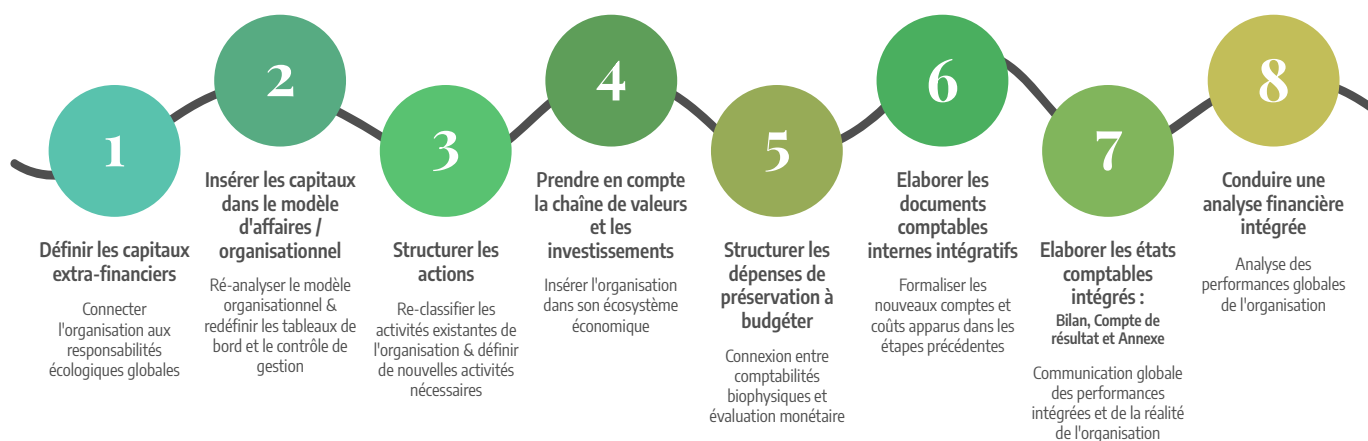 1
Définir les capitaux
extra-financiers
Connecter
l'organisation aux
responsabilités
écologiques globales
2
Insérer les capitaux
dans le modèle
d'affaires /
organisationnel
Ré-analyser le modèle
organisationnel &
redéfinir les tableaux de
bord et le contrôle de
gestion
3
Structurer les
actions
Re-classifier les
activités existantes de
l'organisation & définir
de nouvelles activités
nécessaires
4
Prendre en compte
la chaîne de valeurs
et les
investissements
Insérer l'organisation
dans son écosystème
économique
5
Structurer les
dépenses de
préservation à
budgéter
Connexion entre
comptabilités
biophysiques et
évaluation monétaire
6
Elaborer les
documents
comptables
internes intégratifs
Formaliser les
nouveaux comptes et
coûts apparus dans les
étapes précédentes
7
Elaborer les états
comptables
intégrés :
Bilan, Compte de
résultat et Annexe
Communication globale
des performances
intégrées et de la réalité
de l'organisation
8
Conduire une
analyse financière
intégrée
Analyse des
performances globales
de l'organisation